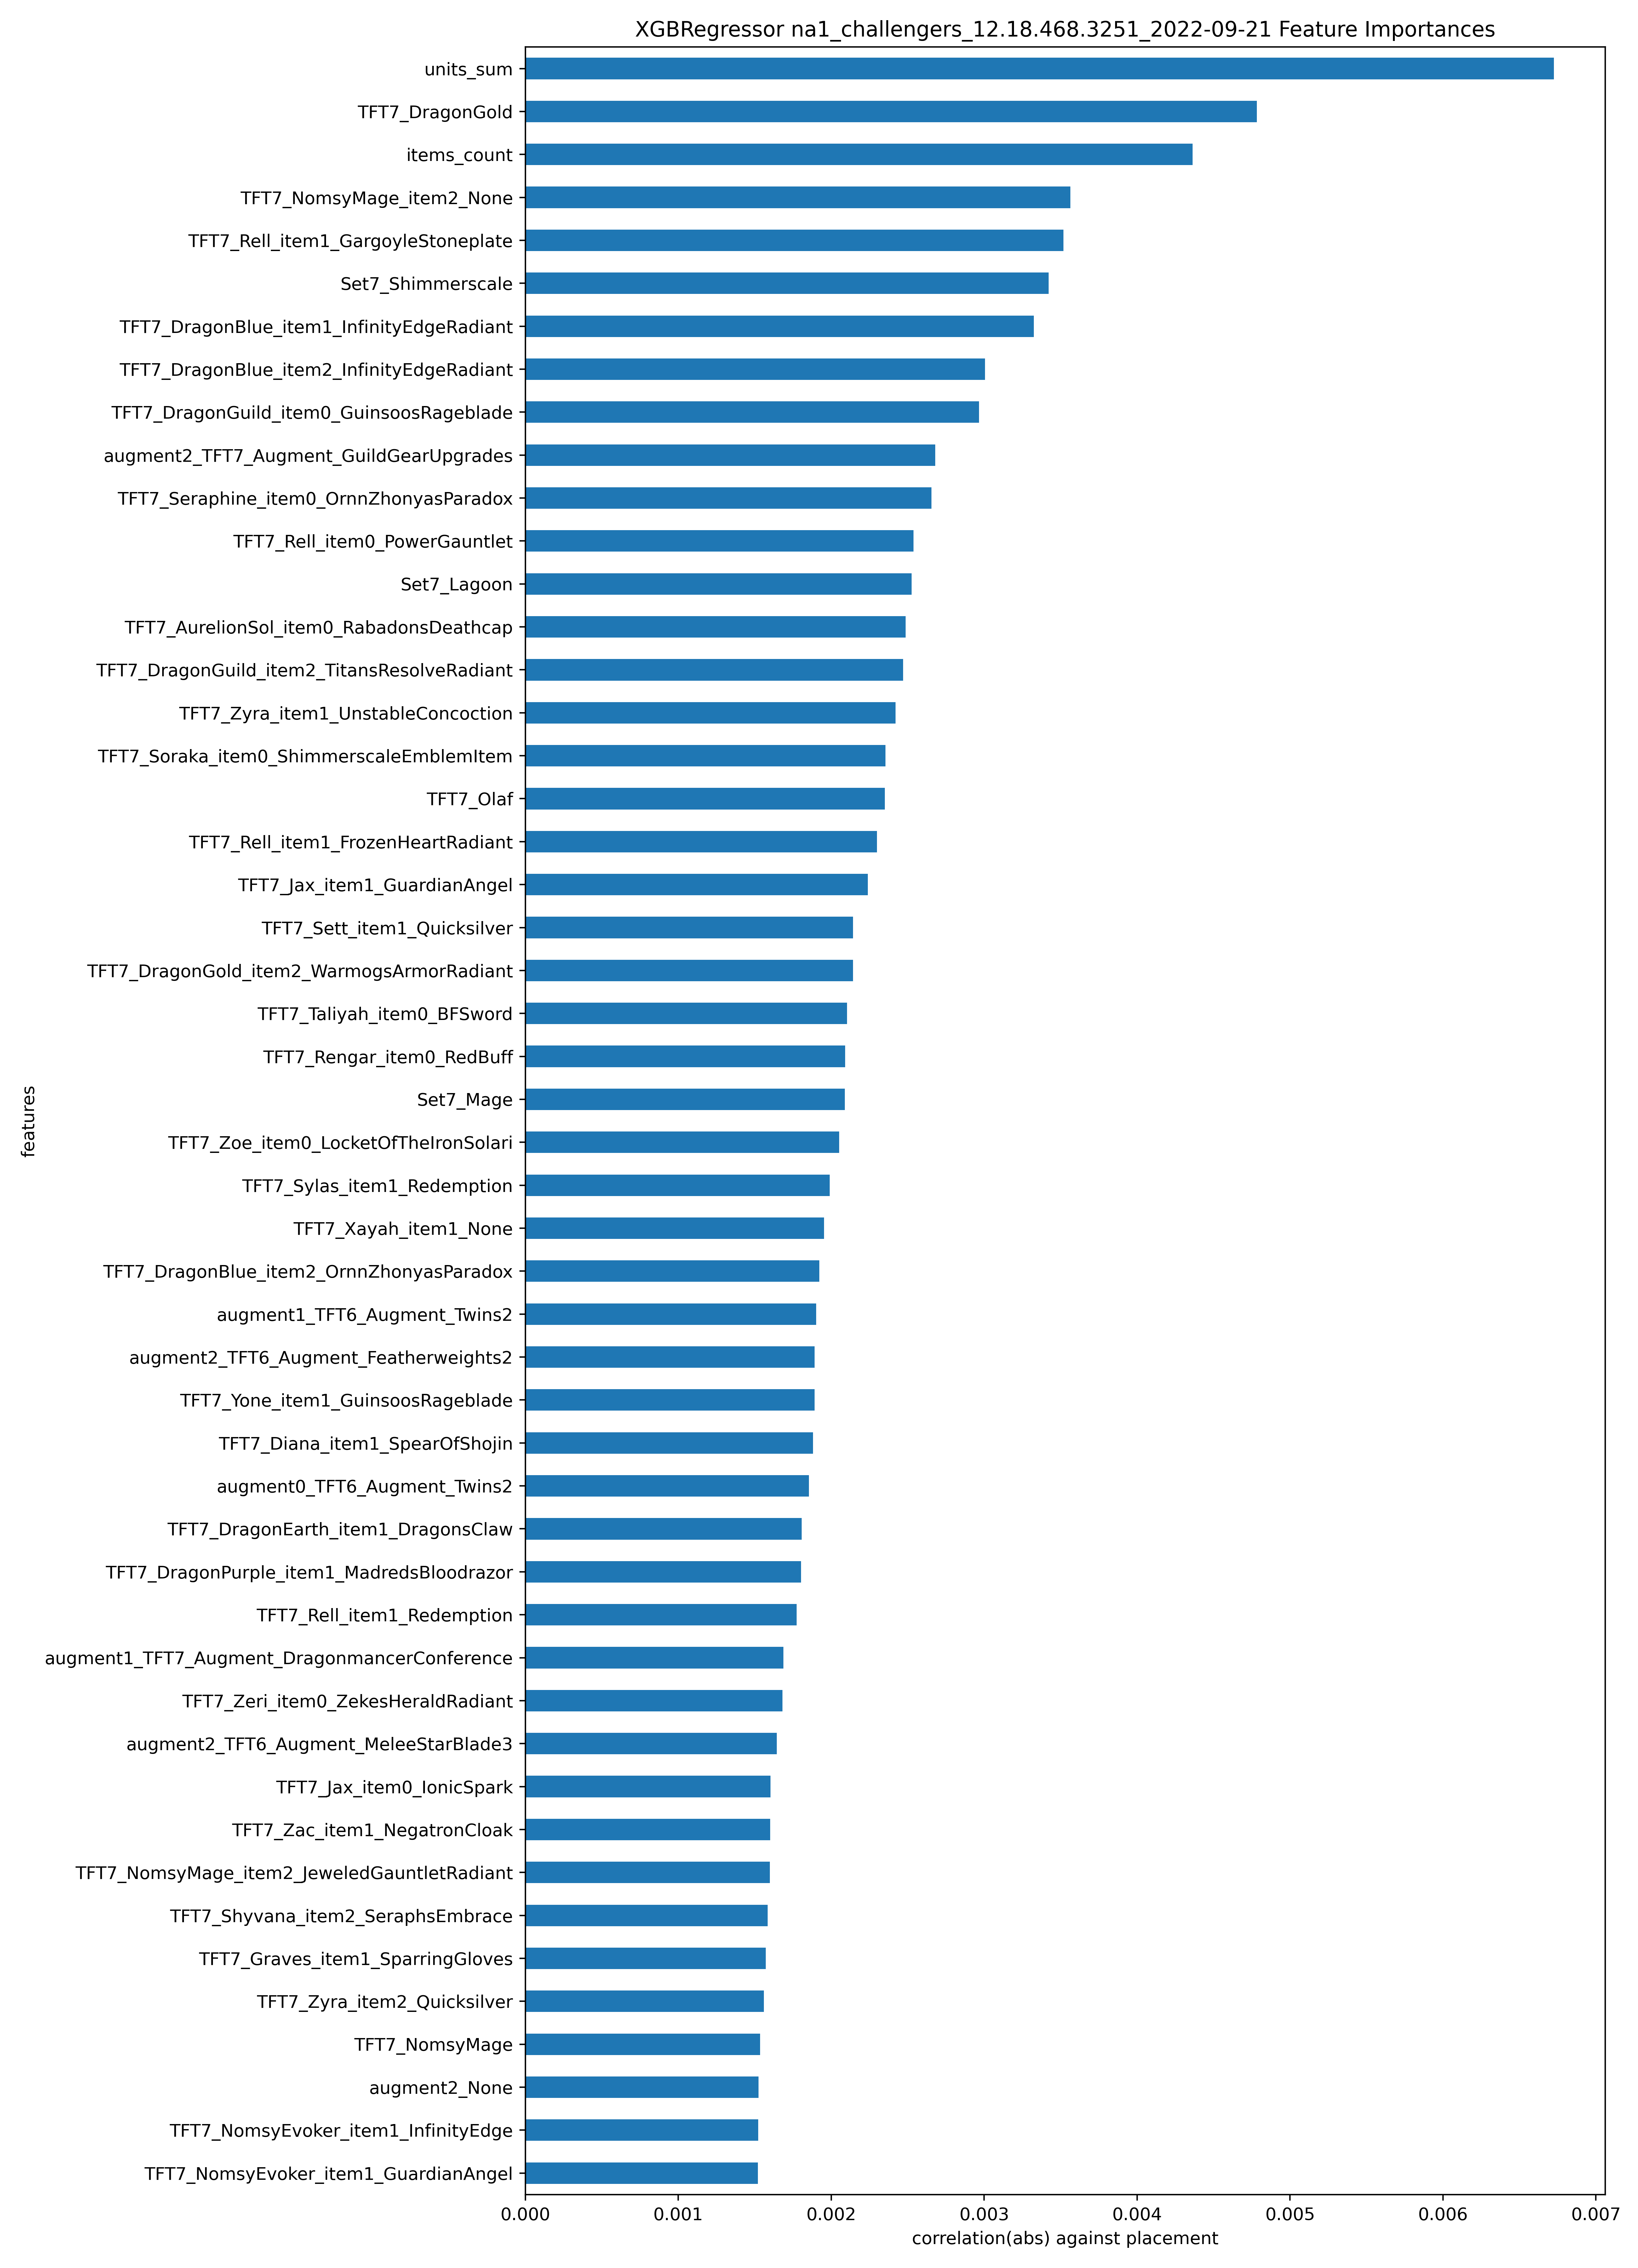 XGBRegressor na1_challengers_12.18.468.3251_2022-09-21 Feature Importances
units_sum
TFT7_DragonGold
items_count
TFT7_NomsyMage_item2_None
TFT7_Rell_item1_GargoyleStoneplate
Set7_Shimmerscale
TFT7_DragonBlue_item1_InfinityEdgeRadiant
TFT7_DragonBlue_item2_InfinityEdgeRadiant
TFT7_DragonGuild_item0_GuinsoosRageblade
augment2_TFT7_Augment_GuildGearUpgrades
TFT7_Seraphine_item0_OrnnZhonyasParadox
TFT7_Rell_item0_PowerGauntlet
Set7_Lagoon
TFT7_AurelionSol_item0_RabadonsDeathcap
TFT7_DragonGuild_item2_TitansResolveRadiant
TFT7_Zyra_item1_UnstableConcoction
TFT7_Soraka_item0_ShimmerscaleEmblemItem
TFT7_Olaf
TFT7_Rell_item1_FrozenHeartRadiant
TFT7_Jax_item1_GuardianAngel
TFT7_Sett_item1_Quicksilver
TFT7_DragonGold_item2_WarmogsArmorRadiant
TFT7_Taliyah_item0_BFSword
TFT7_Rengar_item0_RedBuff
Set7_Mage
TFT7_Zoe_item0_LocketOfTheIronSolari
TFT7_Sylas_item1_Redemption
TFT7_Xayah_item1_None
TFT7_DragonBlue_item2_OrnnZhonyasParadox
augment1_TFT6_Augment_Twins2
augment2_TFT6_Augment_Featherweights2
TFT7_Yone_item1_GuinsoosRageblade
TFT7_Diana_item1_SpearOfShojin
augment0_TFT6_Augment_Twins2
TFT7_DragonEarth_item1_DragonsClaw
TFT7_DragonPurple_item1_MadredsBloodrazor
TFT7_Rell_item1_Redemption
augment1_TFT7_Augment_DragonmancerConference
TFT7_Zeri_item0_ZekesHeraldRadiant
augment2_TFT6_Augment_MeleeStarBlade3
TFT7_Jax_item0_IonicSpark
TFT7_Zac_item1_NegatronCloak
TFT7_NomsyMage_item2_JeweledGauntletRadiant
TFT7_Shyvana_item2_SeraphsEmbrace
TFT7_Graves_item1_SparringGloves
TFT7_Zyra_item2_Quicksilver
TFT7_NomsyMage
augment2_None
TFT7_NomsyEvoker_item1_InfinityEdge
TFT7_NomsyEvoker_item1_GuardianAngel
features
0.000 0.001 0.002 0.003 0.004 0.005 0.006 0.007
correlation(abs) against placement